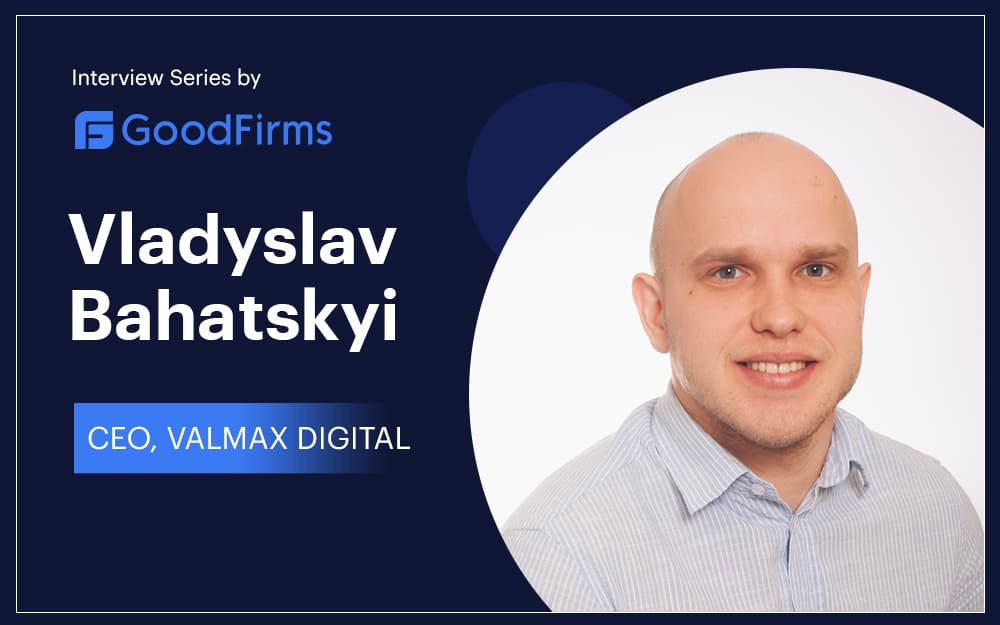 Interview Series by
GoodFirms
Vladyslav
Bahatskyi
CEO, VALMAX DIGITAL